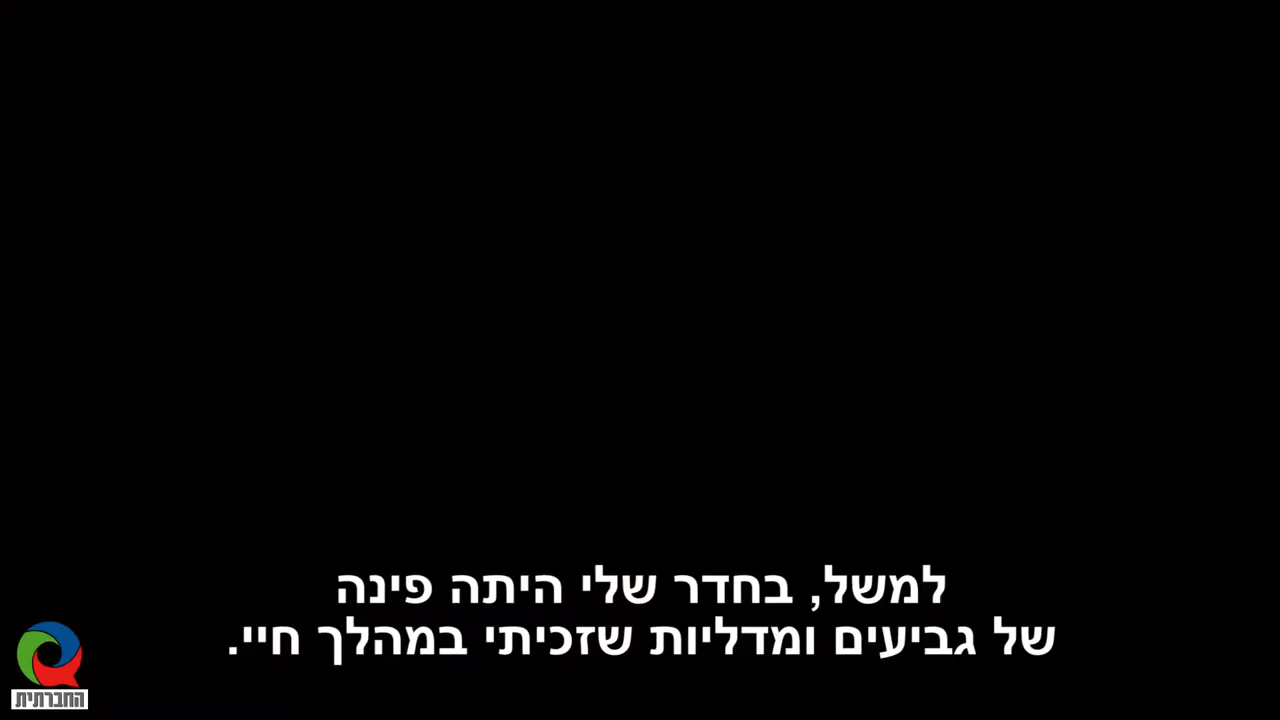 למשל, בחדר שלי היתה פינה
של גביעים ומדליות שזכיתי במהלך חיי.
החברתית